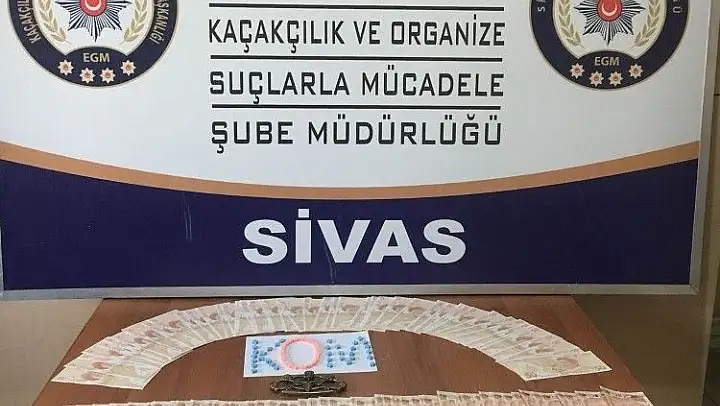 KAÇAKÇILIK VE ORGANİZE
SUÇLARLA MÜCADELE
ŞUBE MÜDÜRLÜĞÜ
EGM
EGM
SİVAS
KOM